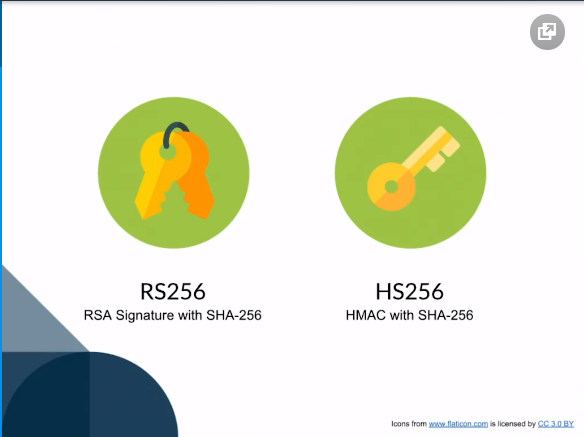 RS256
RSA Signature with SHA-256
HS256
HMAC with SHA-256
Icons from www.flaticon.com is licensed by CC 3.0 BY